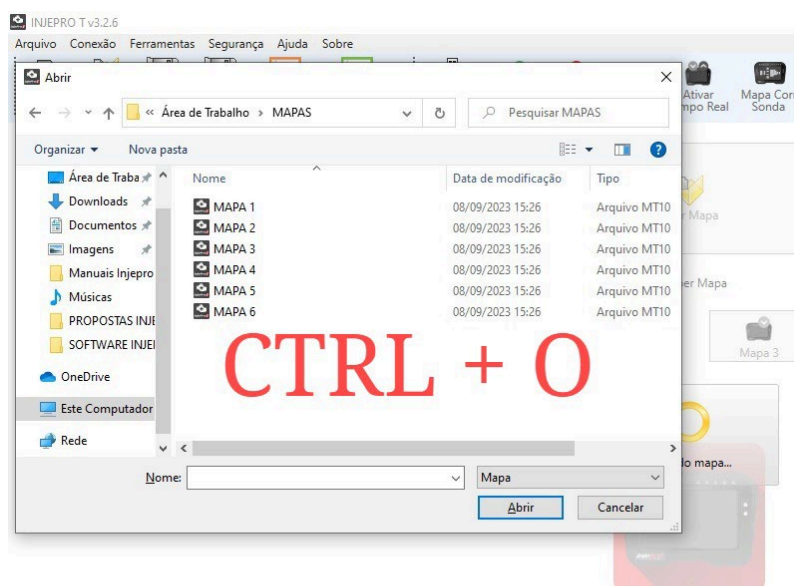 INJEPRO T v3.2.6
Arquivo Conexão Ferramentas Segurança Ajuda Sobre
Abrir
Ativar
Mapa Cor
mpo Real
Sonda
« Área de Trabalho › MAPAS
Pesquisar MAPAS
Organizar
Nova pasta
Área de Traba
Nome
Data de modificação
Tipo
Downloads
MAPA 1 08/09/2023 15:26 Arquivo MT10
Documentos
MAPA 2 08/09/2023 15:26 Arquivo MT10
r Mapa
Imagens
MAPA 3 08/09/2023 15:26 Arquivo MT10
Manuais Injepro
MAPA 4 08/09/2023 15:26 Arquivo MT10
Músicas
MAPA 5 08/09/2023 15:26 Arquivo MT10
er Mapa
PROPOSTAS INJE
MAPA 6 08/09/2023 15:26 Arquivo MT10
SOFTWARE INJEI
Mapa 3
CTRL + O
OneDrive
Este Computador
Rede
lo mapa...
Nome:
Mapa
Abrir
Cancelar